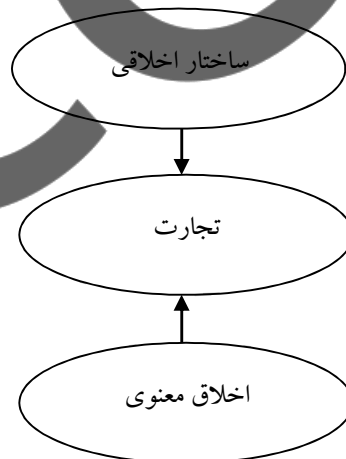 ساختار اخلاقی
تجارت
اخلاق معنوی